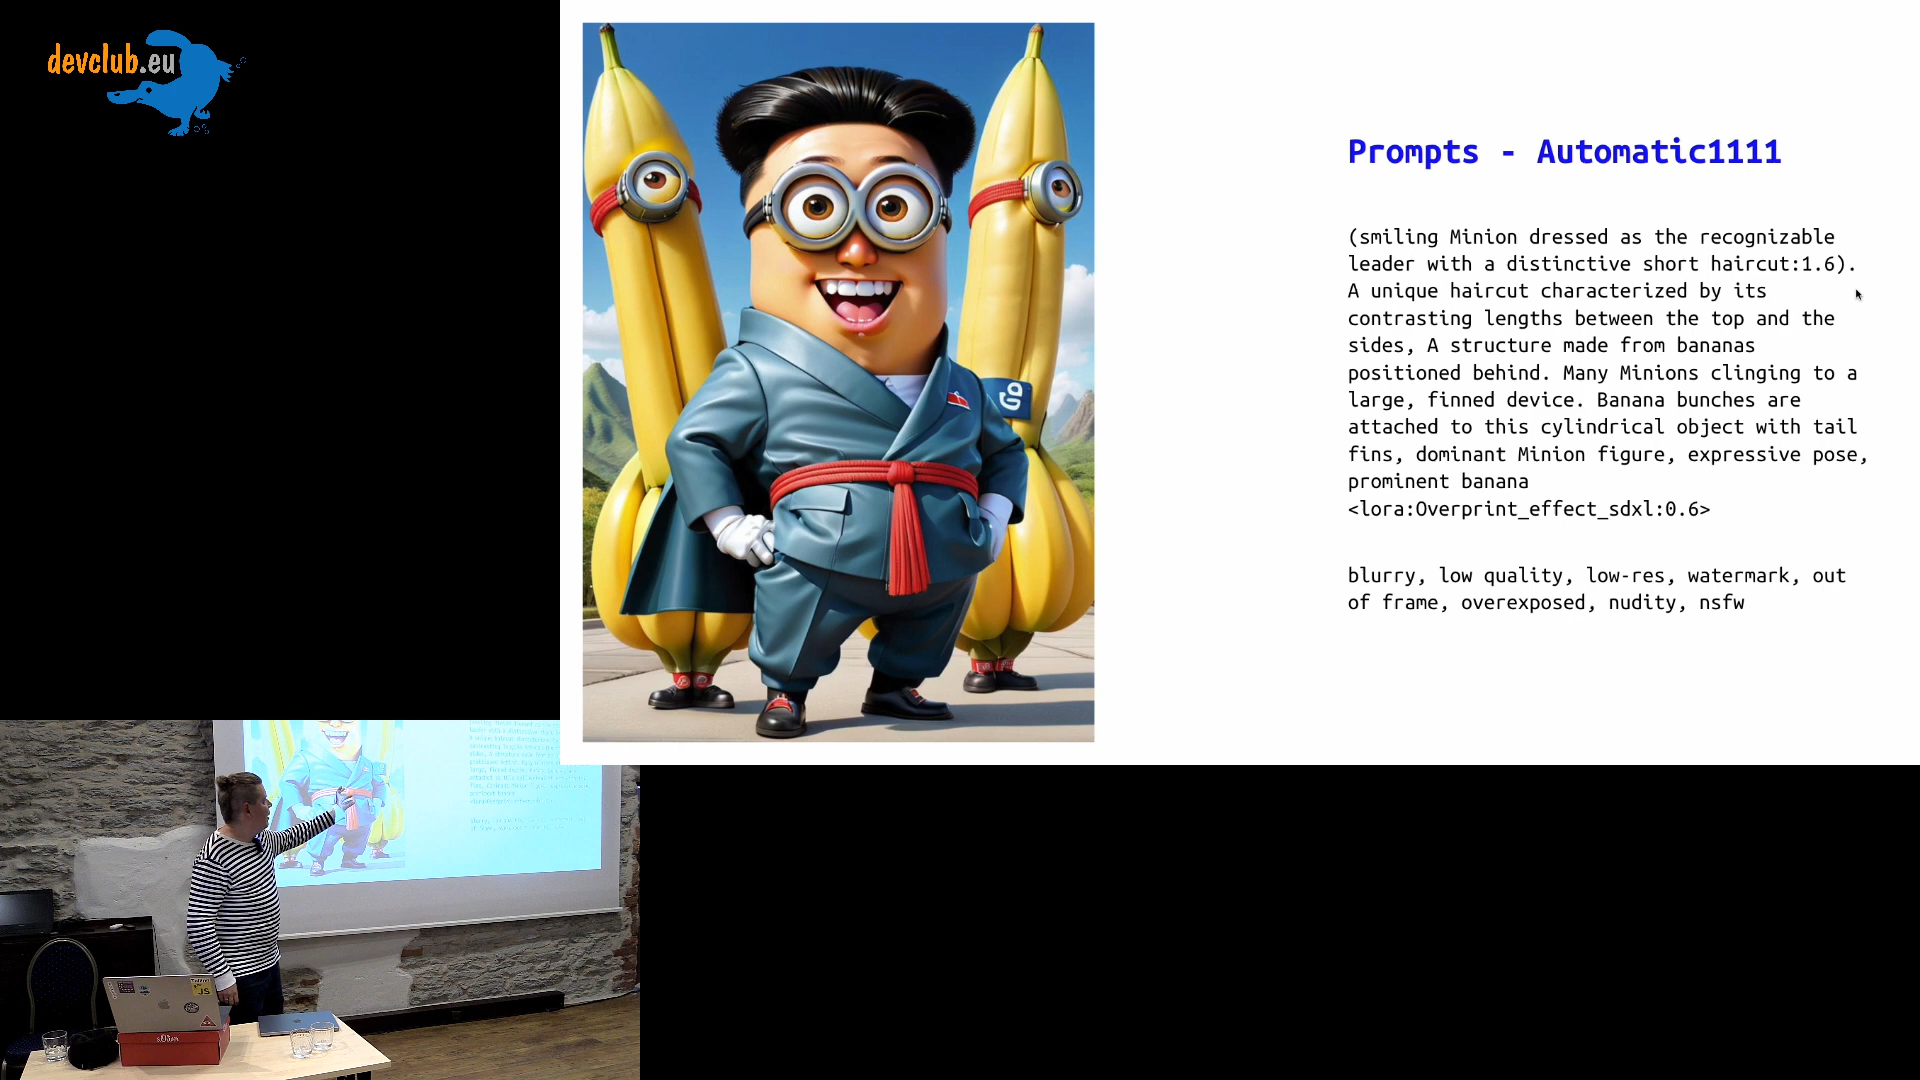 devclub.eu
Prompts - Automatic1111
(smiling Minion dressed as the recognizable
leader with a distinctive short haircut:1.6).
A unique haircut characterized by its
contrasting lengths between the top and the
sides, A structure made from bananas
positioned behind. Many Minions clinging to a
large, finned device. Banana bunches are
attached to this cylindrical object with tail
fins, dominant Minion figure, expressive pose,
prominent banana
<lora:Overprint_effect_sdxl:0.6>
blurry, low quality, low-res, watermark, out
of frame, overexposed, nudity, nsfw
Go
JS